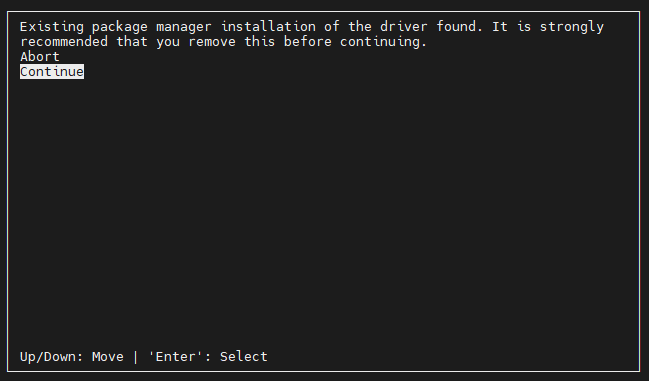 Existing package manager installation of the driver found. It is strongly
recommended that you remove this before continuing.
Abort
Continue
Up/Down: Move | 'Enter': Select